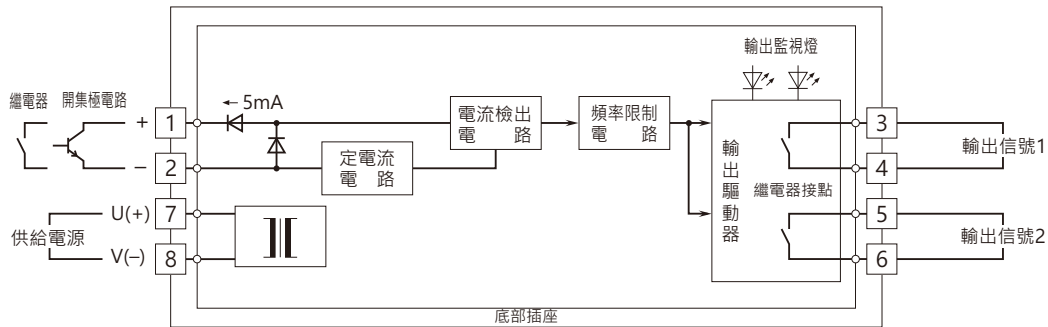 輸出監視燈
繼電器 開集極電路
← 5mA
+ 1
− 2
電流檢出
電 路
頻率限制
電 路
定電流
電 路
輸出驅動器
繼電器接點
3
4
輸出信號1
5
6
輸出信號2
U(+) 7
供給電源
V(−) 8
底部插座